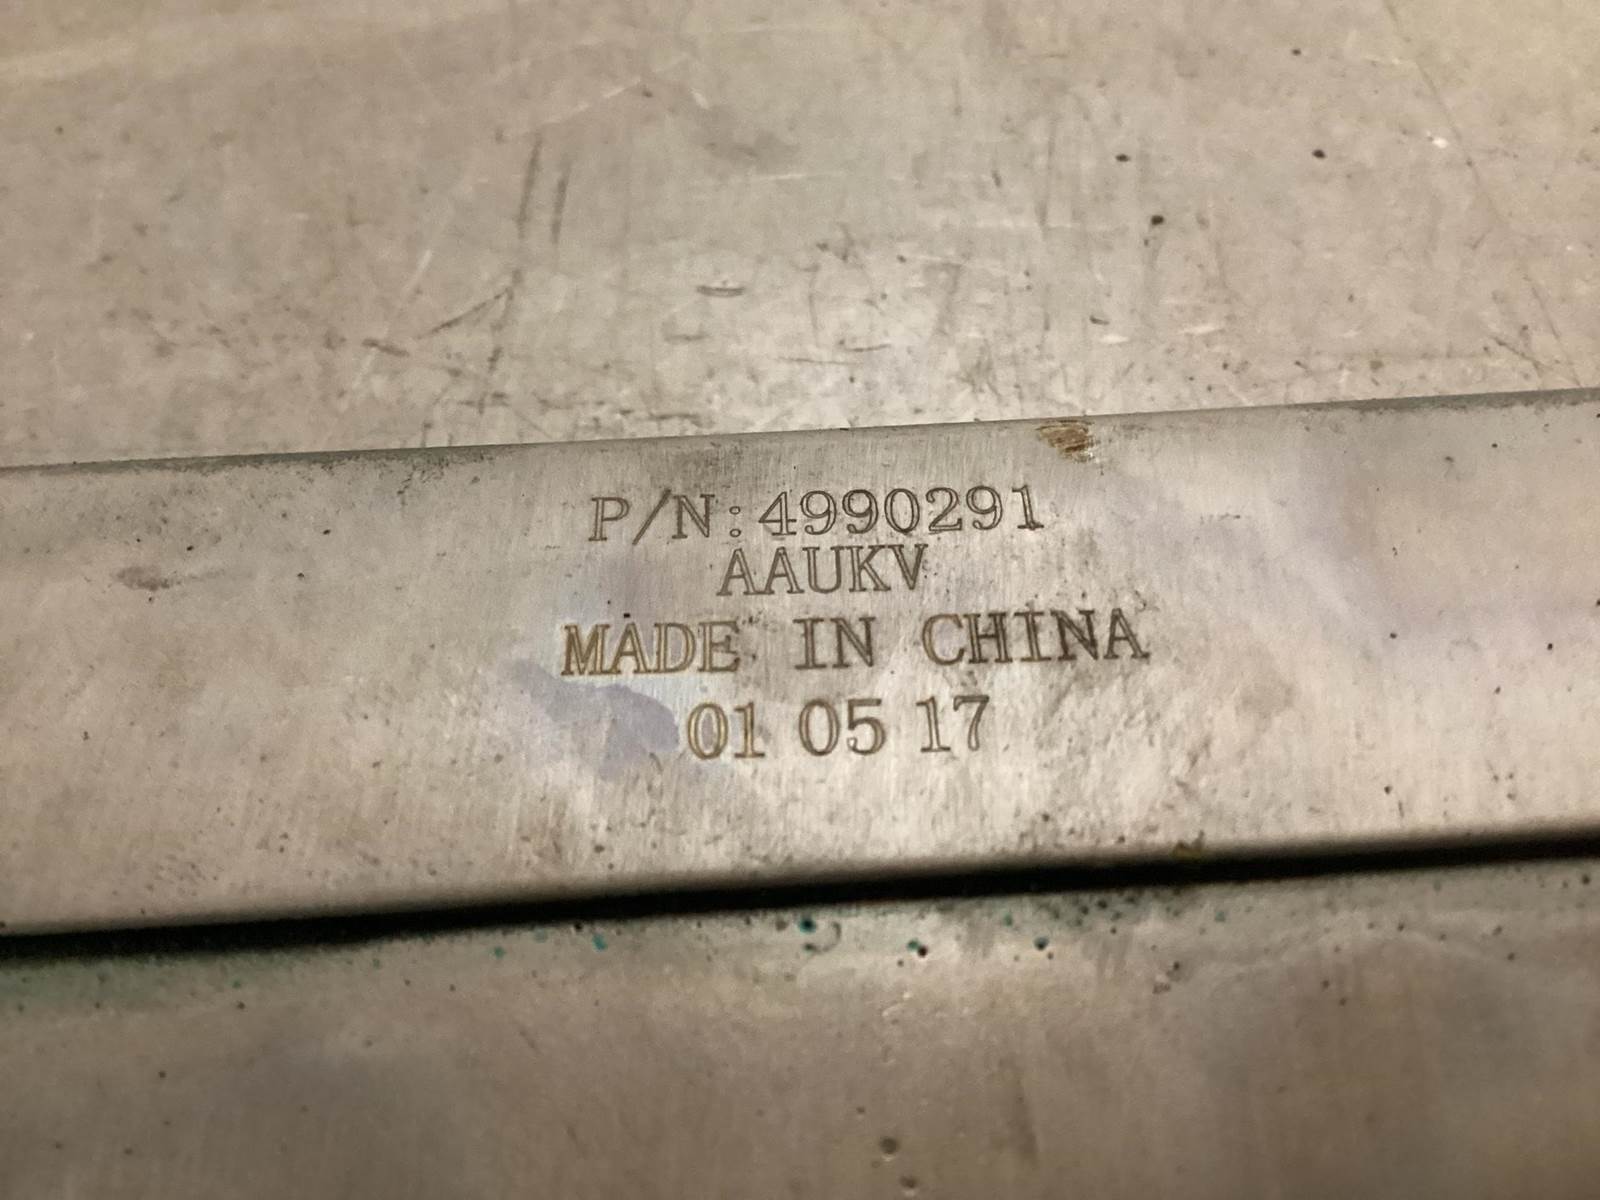 P/N:4990291
AAUKV
MADE IN CHINA
01 05 17